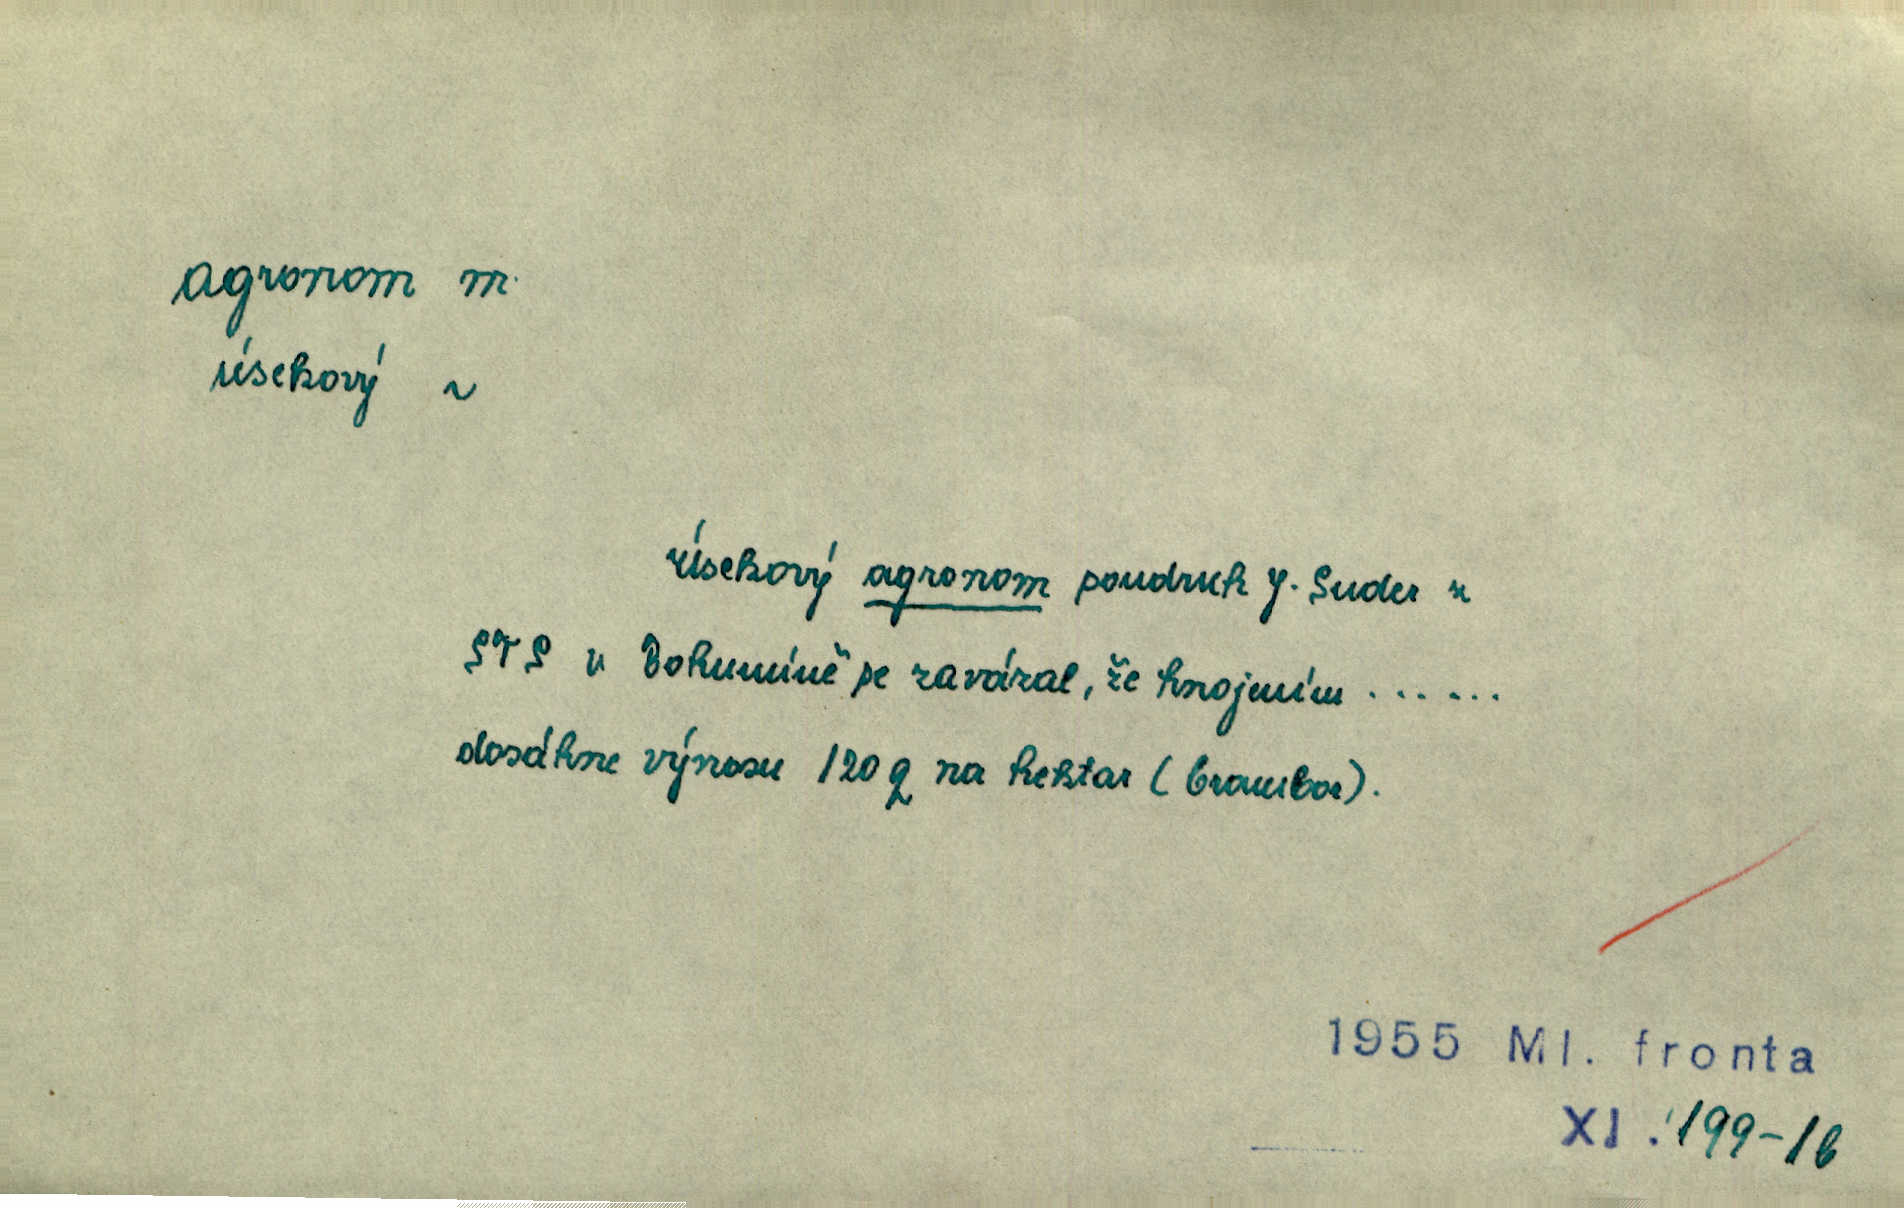 agronom m.
úsekový ~
úsekový agronom soudruh J. Suder z
STS v Bohumíně se zavázal, že hnojením ......
dosáhne výnosu 120 q na hektar (brambor).
1955 Ml. fronta
XI. 199-1b